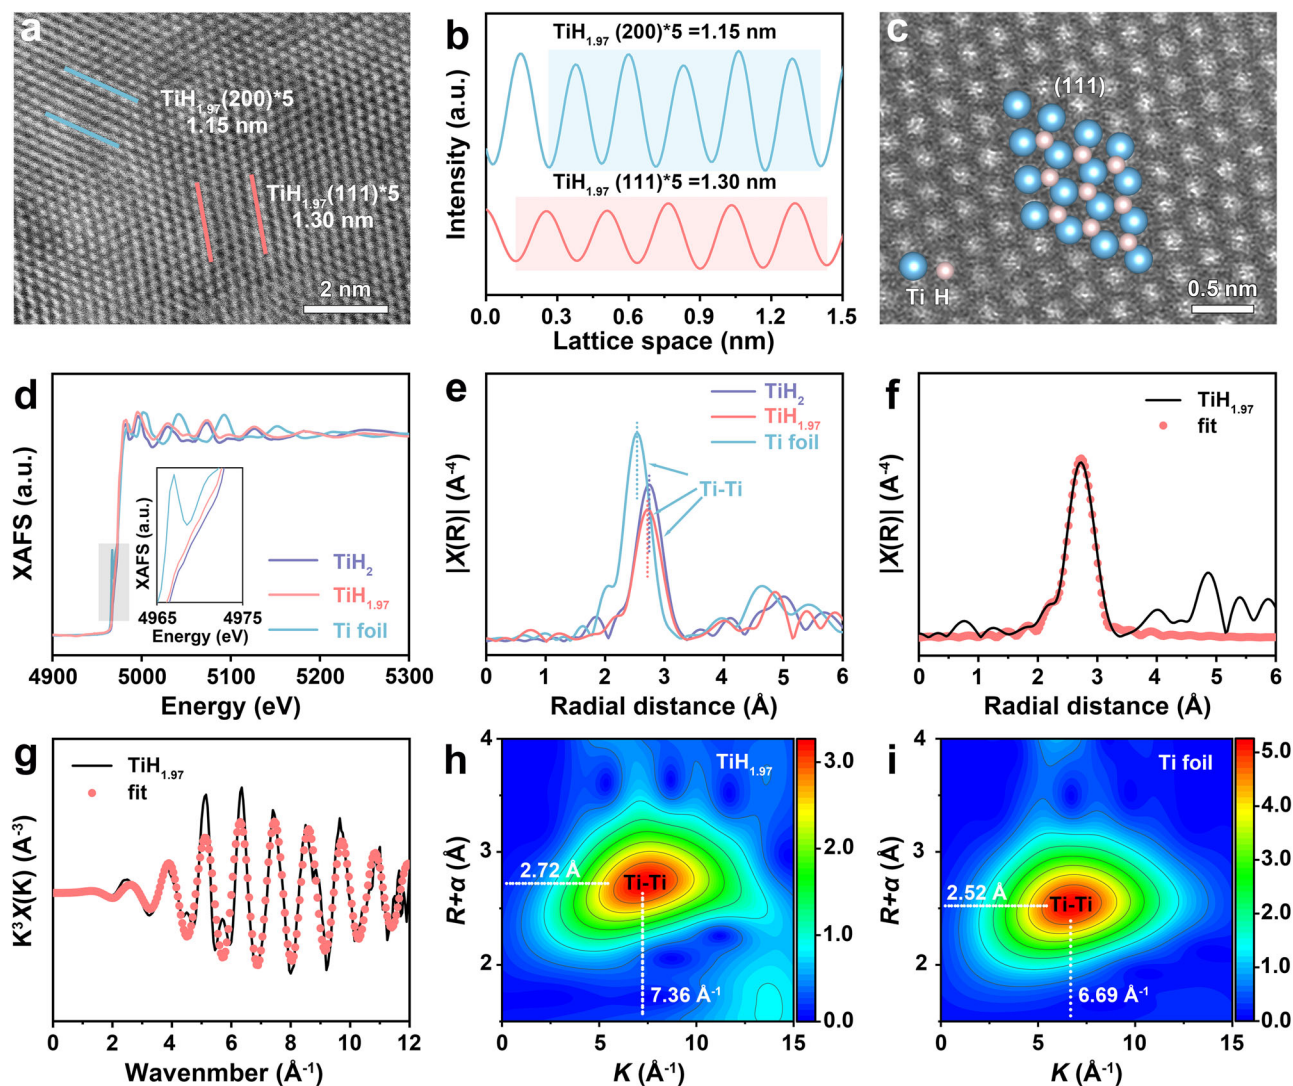 a
TiH1.97(200)*5
1.15 nm
TiH1.97(111)*5
1.30 nm
2 nm
b
TiH1.97 (200)*5 =1.15 nm
TiH1.97 (111)*5 =1.30 nm
Intensity (a.u.)
0.0 0.3 0.6 0.9 1.2 1.5
Lattice space (nm)
c
(111)
Ti H
0.5 nm
d
XAFS (a.u.)
XAFS (a.u.)
4965 4975
Energy (eV)
TiH2
TiH1.97
Ti foil
4900 5000 5100 5200 5300
Energy (eV)
e
TiH2
TiH1.97
Ti foil
Ti-Ti
|X(R)| (A-4)
0 1 2 3 4 5 6
Radial distance (Å)
f
TiH1.97
fit
|X(R)| (A-4)
0 1 2 3 4 5 6
Radial distance (Å)
g
TiH1.97
fit
K3X(K) (A-3)
0 2 4 6 8 10 12
Wavenmber (Å-1)
h
TiH1.97
4
3
2
R+α (Å)
2.72 Å
Ti-Ti
7.36 Å-1
0 5 10 15
K (Å-1)
3.0
2.0
1.0
0.0
i
Ti foil
4
3
2
R+α (Å)
2.52 Å
Ti-Ti
6.69 Å-1
0 5 10 15
K (Å-1)
5.0
4.0
3.0
2.0
1.0
0.0